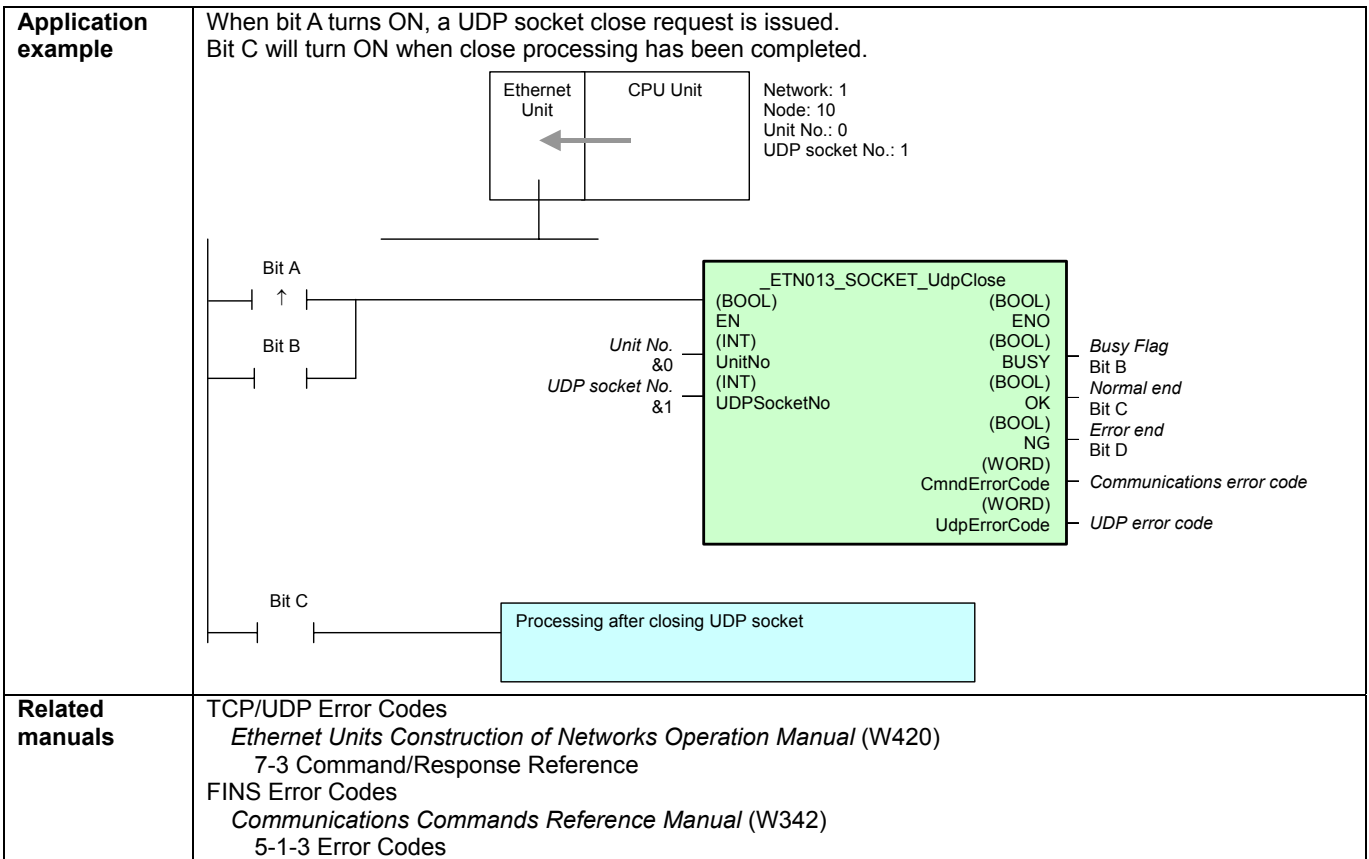 Application example
When bit A turns ON, a UDP socket close request is issued.
Bit C will turn ON when close processing has been completed.
Ethernet Unit
CPU Unit
Network: 1
Node: 10
Unit No.: 0
UDP socket No.: 1
Bit A
↑
Bit B
Unit No.
&0
UDP socket No.
&1
_ETN013_SOCKET_UdpClose
(BOOL) (BOOL)
EN ENO
(INT) (BOOL)
UnitNo BUSY
(INT) (BOOL)
UDPSocketNo OK
(BOOL)
NG
(WORD)
CmndErrorCode
(WORD)
UdpErrorCode
Busy Flag
Bit B
Normal end
Bit C
Error end
Bit D
Communications error code
UDP error code
Bit C
Processing after closing UDP socket
Related manuals
TCP/UDP Error Codes
Ethernet Units Construction of Networks Operation Manual (W420)
7-3 Command/Response Reference
FINS Error Codes
Communications Commands Reference Manual (W342)
5-1-3 Error Codes